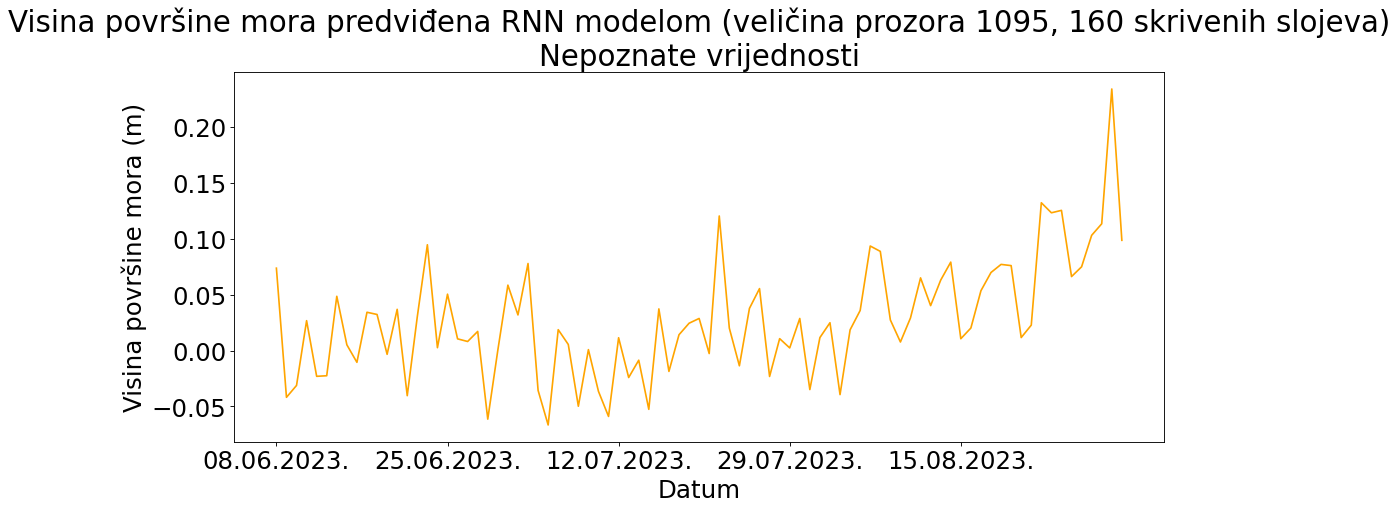 Visina površine mora predviđena RNN modelom (veličina prozora 1095, 160 skrivenih slojeva)
Nepoznate vrijednosti
Visina površine mora (m)
0.20
0.15
0.10
0.05
0.00
−0.05
08.06.2023. 25.06.2023. 12.07.2023. 29.07.2023. 15.08.2023.
Datum